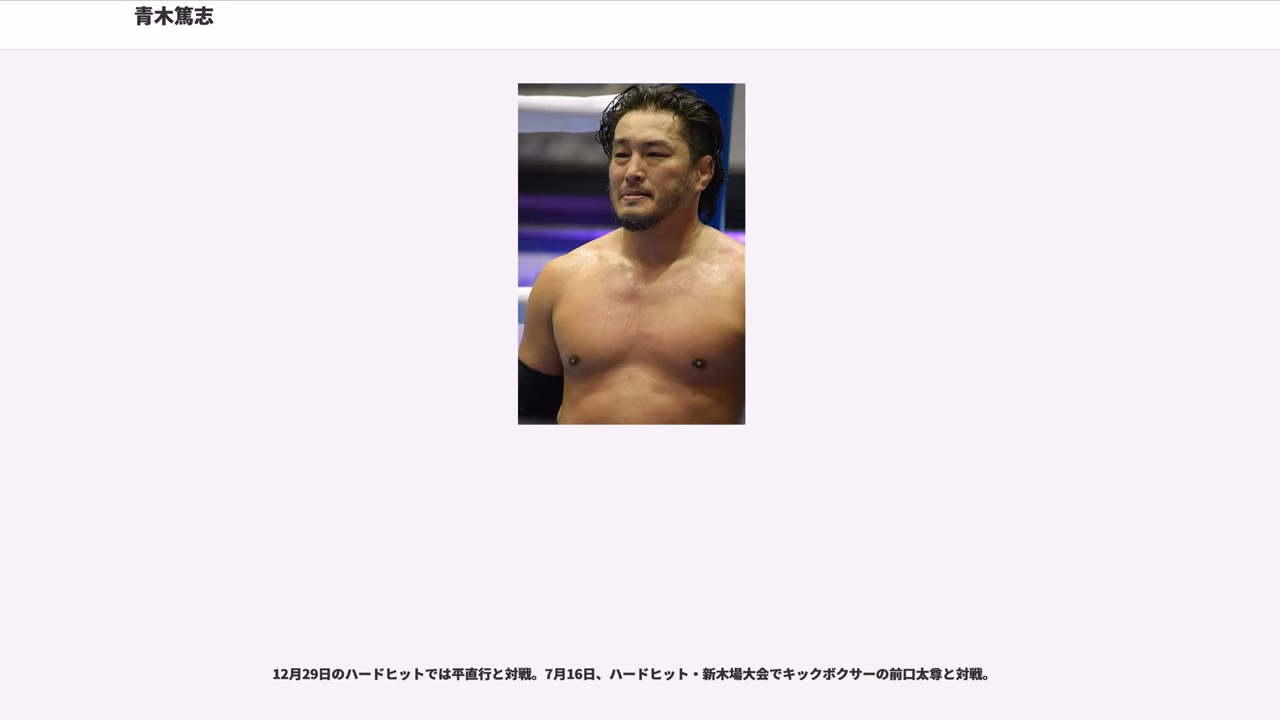 青木篤志
12月29日のハードヒットでは平直行と対戦。7月16日、ハードヒット・新木場大会でキックボクサーの前口太尊と対戦。